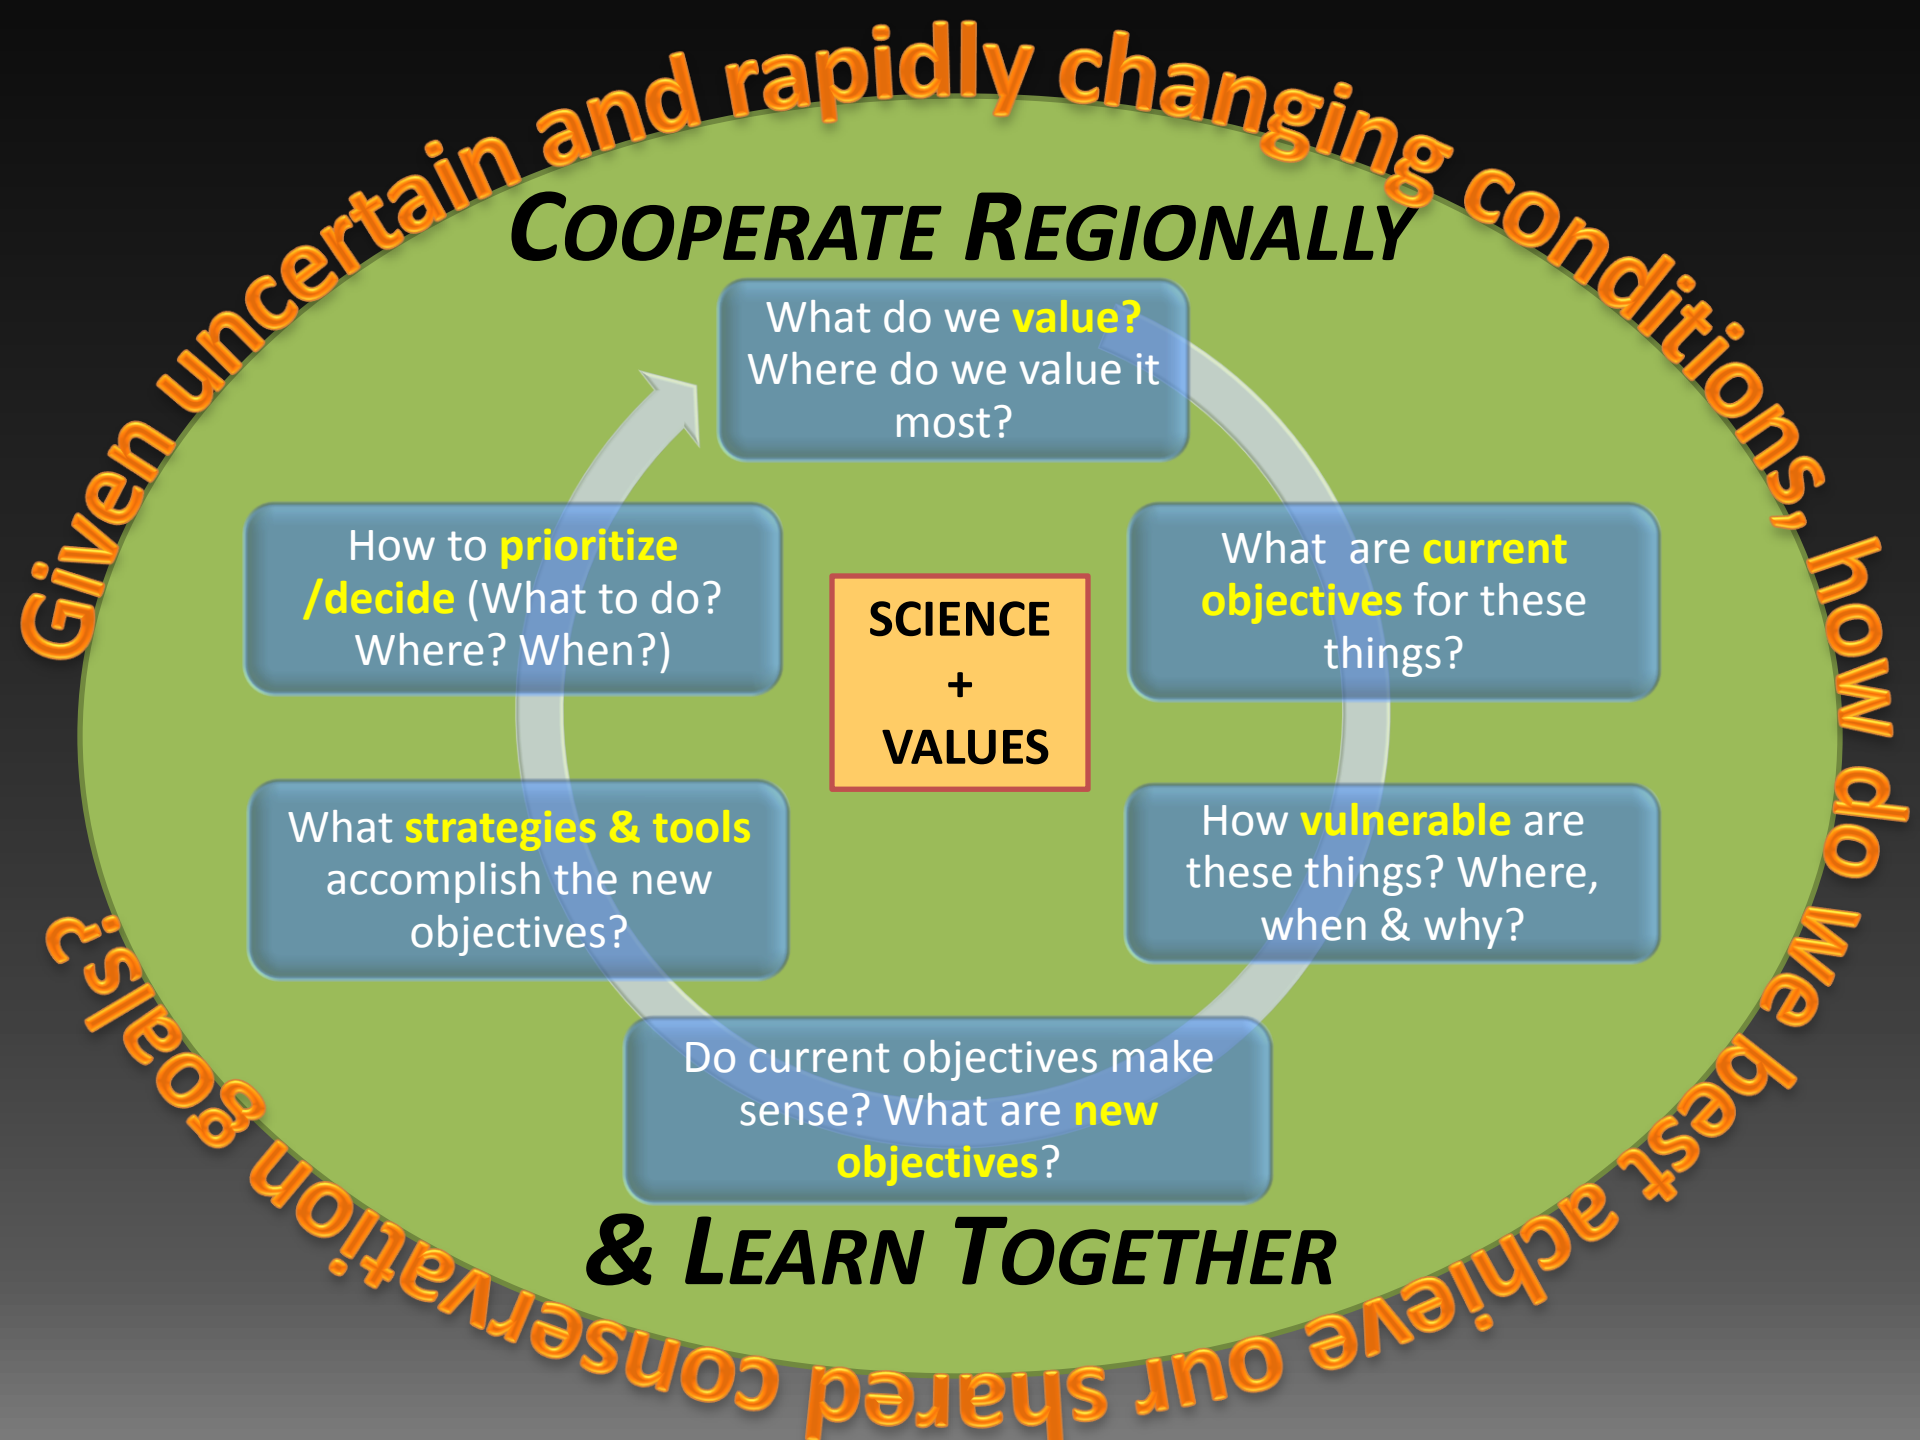 Given uncertain and rapidly changing conditions, how do we best achieve our shared conservation goals?
COOPERATE REGIONALLY
What do we value?
Where do we value it
most?
What are current
objectives for these
things?
How vulnerable are
these things? Where,
when & why?
Do current objectives make
sense? What are new
objectives?
What strategies & tools
accomplish the new
objectives?
How to prioritize
/decide (What to do?
Where? When?)
SCIENCE
+
VALUES
& LEARN TOGETHER